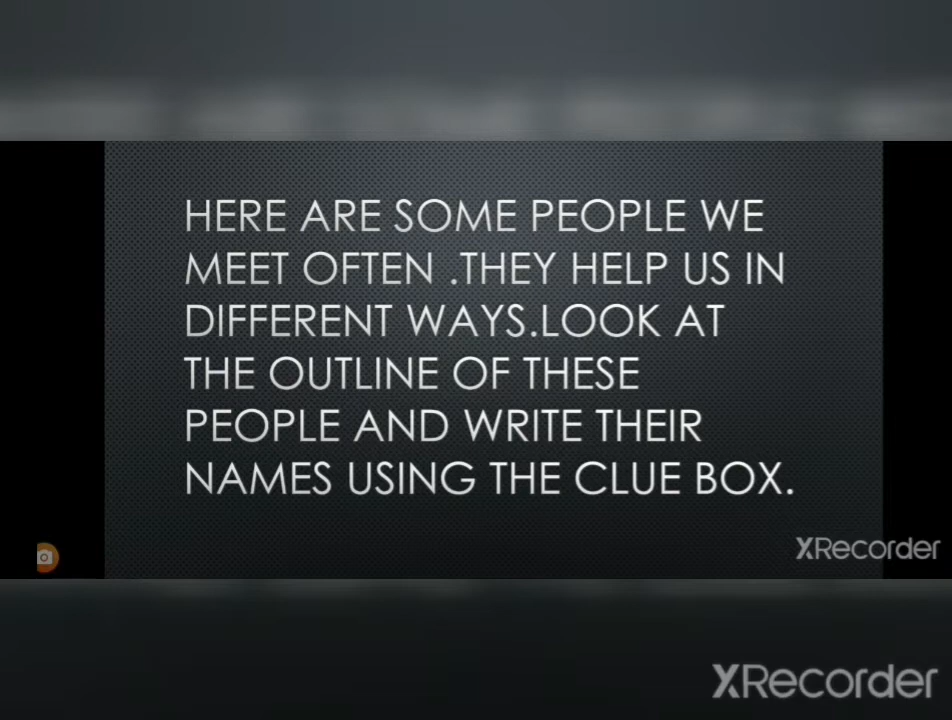 HERE ARE SOME PEOPLE WE
MEET OFTEN .THEY HELP US IN
DIFFERENT WAYS.LOOK AT
THE OUTLINE OF THESE
PEOPLE AND WRITE THEIR
NAMES USING THE CLUE BOX.
XRecorder
XRecorder